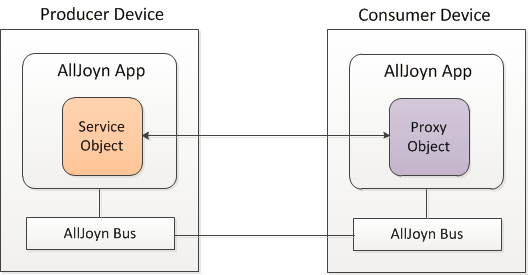 Producer Device
Consumer Device
AllJoyn App
AllJoyn App
Service
Object
Proxy
Object
AllJoyn Bus
AllJoyn Bus